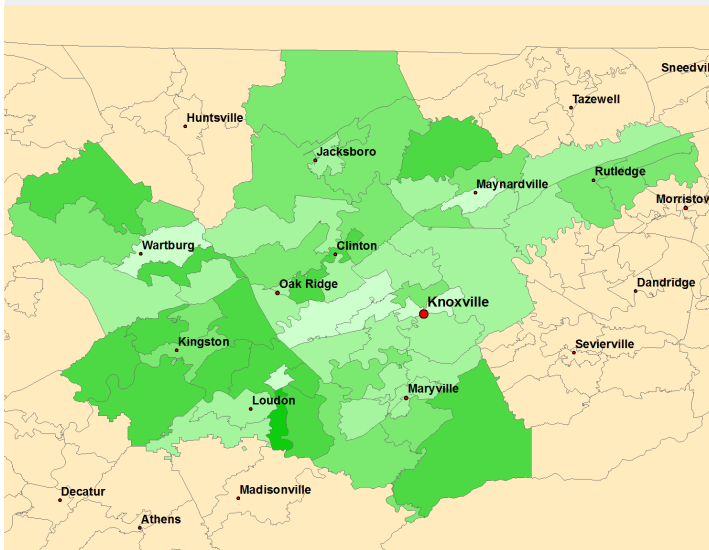 Sneedvil
Tazewell
Huntsville
Jacksboro
Rutledge
Maynardville
Morristow
Wartburg
Clinton
Oak Ridge
Dandridge
Knoxville
Kingston
Sevierville
Maryville
Loudon
Decatur
Madisonville
Athens